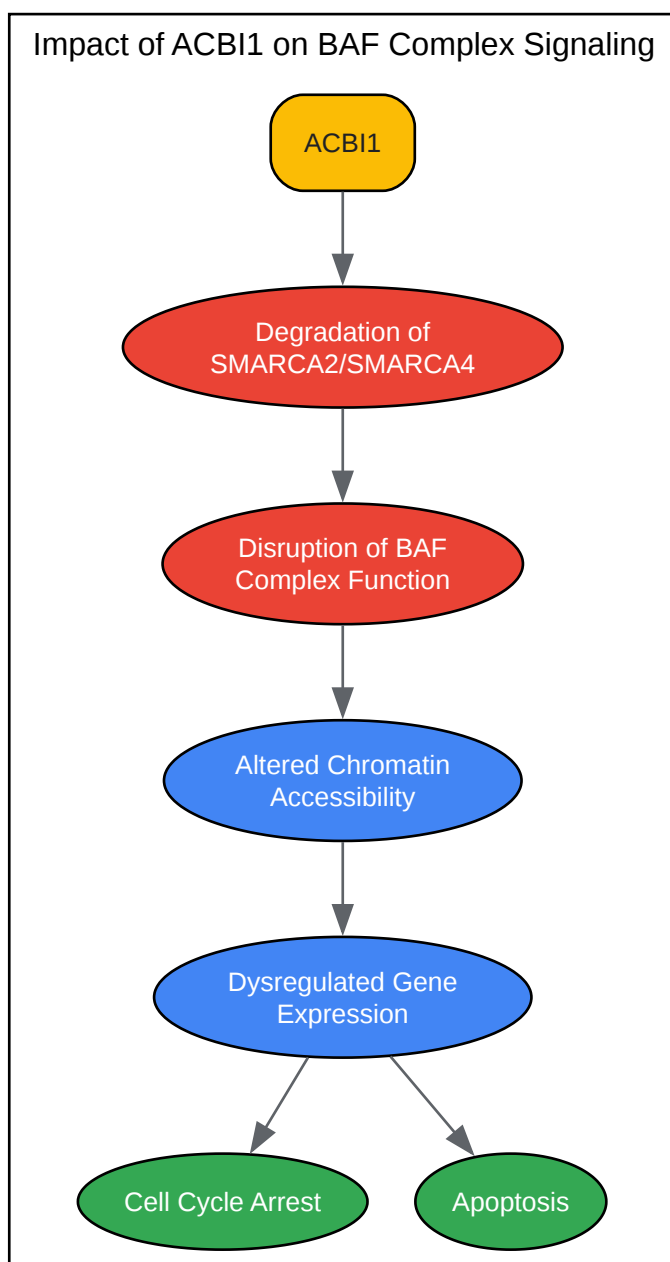 Impact of ACBI1 on BAF Complex Signaling
ACBI1
Degradation of
SMARCA2/SMARCA4
Disruption of BAF
Complex Function
Altered Chromatin
Accessibility
Dysregulated Gene
Expression
Cell Cycle Arrest
Apoptosis